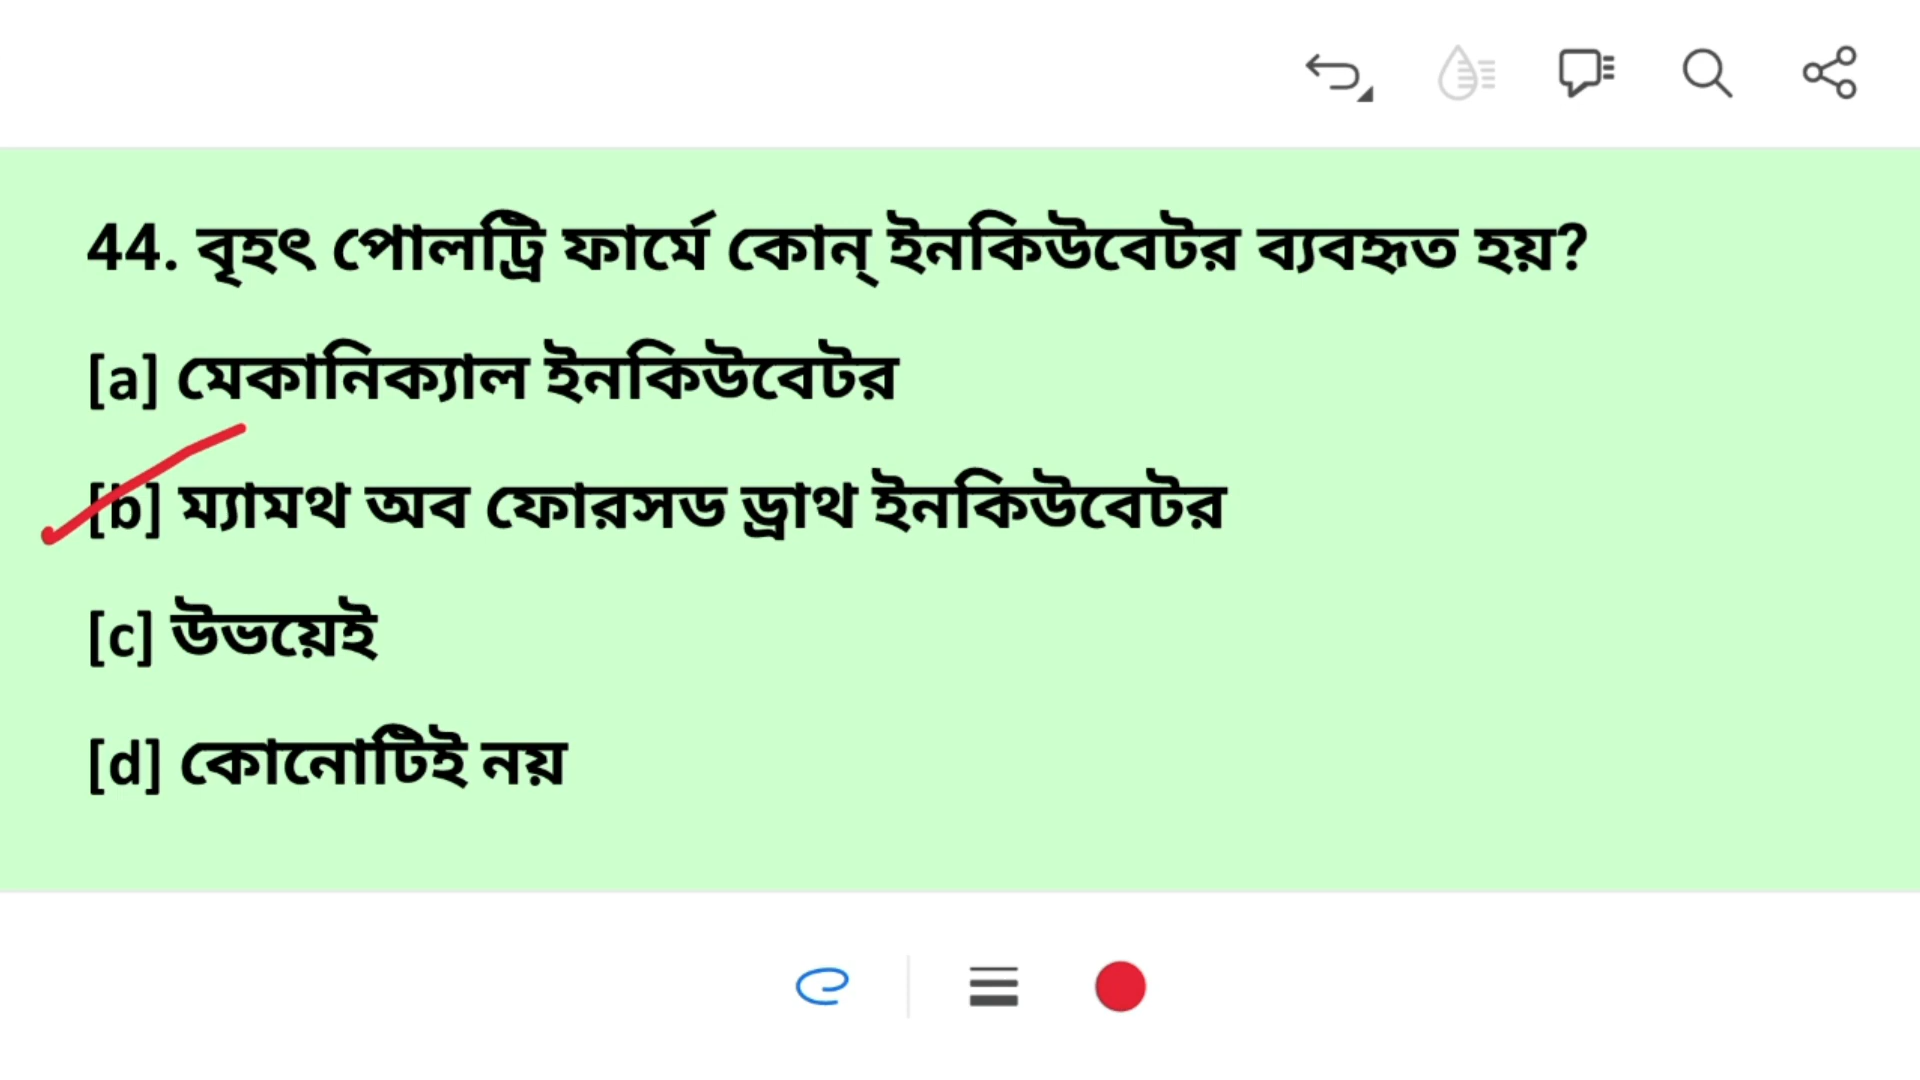 44. বৃহৎ পোলট্রি ফার্মে কোন্ ইনকিউবেটর ব্যবহৃত হয়?
[a] মেকানিক্যাল ইনকিউবেটর
[b] ম্যামথ অব ফোরসড ড্রাথ ইনকিউবেটর
[c] উভয়েই
[d] কোনোটিই নয়